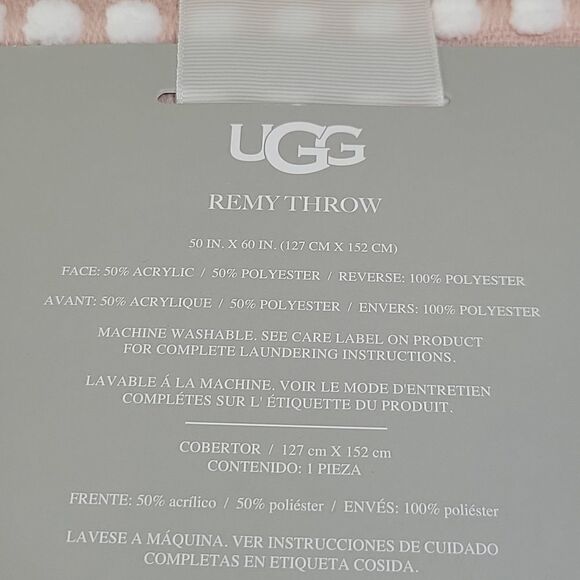 UGG
REMY THROW
50 IN. X 60 IN. (127 CM X 152 CM)
FACE: 50% ACRYLIC / 50% POLYESTER / REVERSE: 100% POLYESTER
AVANT: 50% ACRYLIQUE / 50% POLYESTER / ENVERS: 100% POLYESTER
MACHINE WASHABLE. SEE CARE LABEL ON PRODUCT
FOR COMPLETE LAUNDERING INSTRUCTIONS.
LAVABLE Á LA MACHINE. VOIR LE MODE D'ENTRETIEN
COMPLÉTES SUR L' ÉTIQUETTE DU PRODUIT.
COBERTOR / 127 cm X 152 cm
CONTENIDO: 1 PIEZA
FRENTE: 50% acrílico / 50% poliéster / ENVÉS: 100% poliéster
LAVESE A MÁQUINA. VER INSTRUCCIONES DE CUIDADO
COMPLETAS EN ETIQUETA COSIDA.